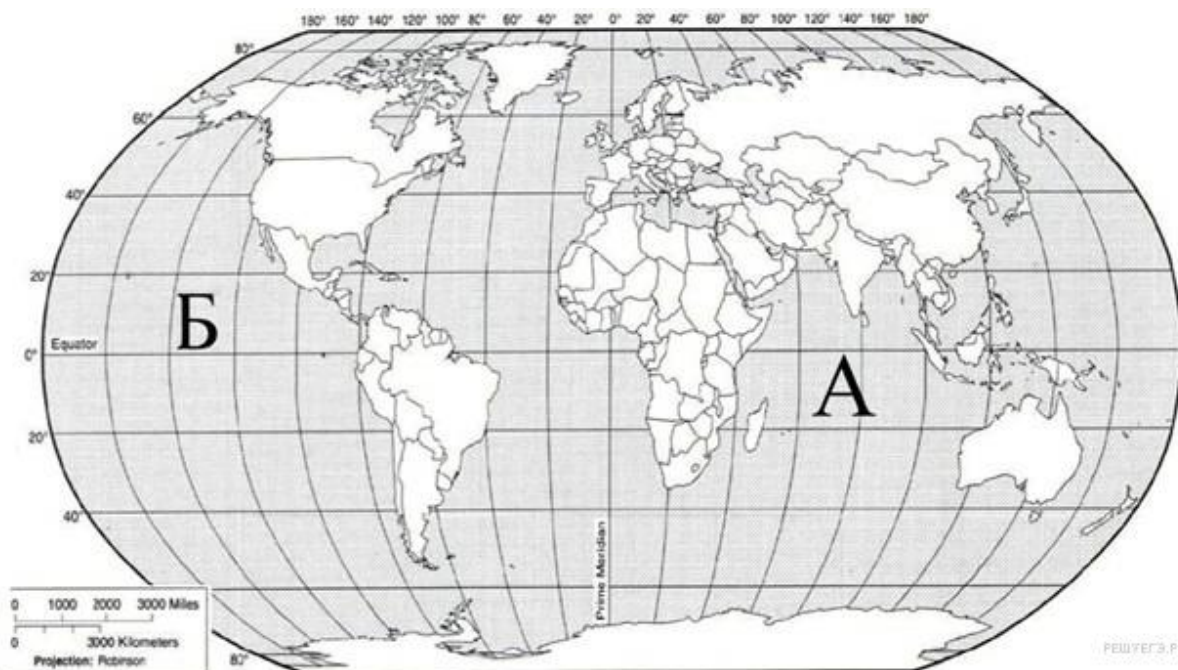 180° 160° 140° 120° 100° 80° 60° 40° 20° 0° 20° 40° 60° 80° 100° 120° 140° 160° 180°
80°
60°
40°
20°
Б
Equator
0°
А
20°
40°
Prime Meridian
0 1000 2000 3000 Miles
0 3000 Kilometers
Projection: Robinson
80°